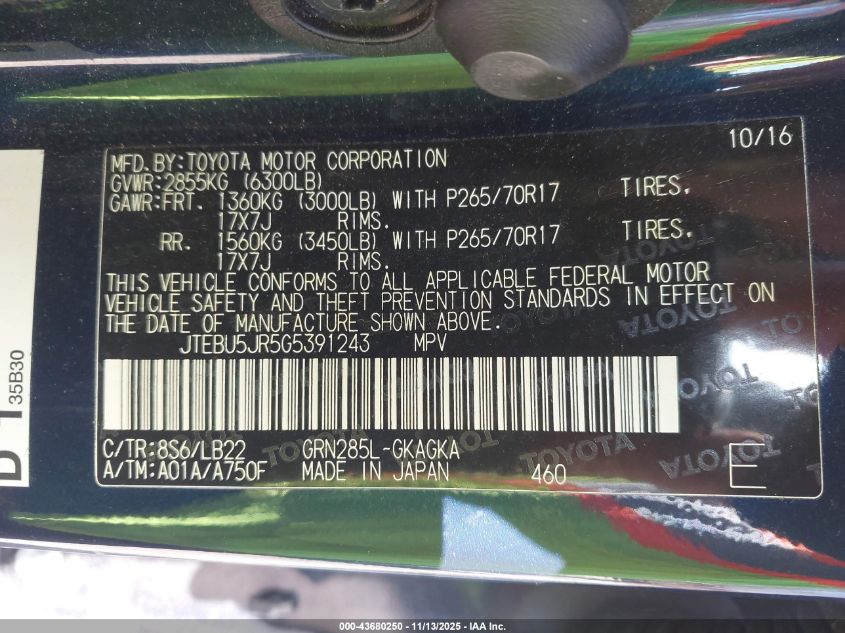 10/16
MFD.BY:TOYOTA MOTOR CORPORATION
GVWR:2855KG (6300LB)
GAWR:FRT. 1360KG (3000LB) WITH P265/70R17 TIRES,
17X7J RIMS.
RR. 1560KG (3450LB) WITH P265/70R17 TIRES,
17X7J RIMS.
THIS VEHICLE CONFORMS TO ALL APPLICABLE FEDERAL MOTOR
VEHICLE SAFETY AND THEFT PREVENTION STANDARDS IN EFFECT ON
THE DATE OF MANUFACTURE SHOWN ABOVE.
JTEBU5JR5G5391243 MPV
C/TR:8S6/LB22 GRN285L-GKAGKA
A/TM:A01A/A750F MADE IN JAPAN 460 E
35B30
000-43680250 - 11/13/2025 - IAA Inc.